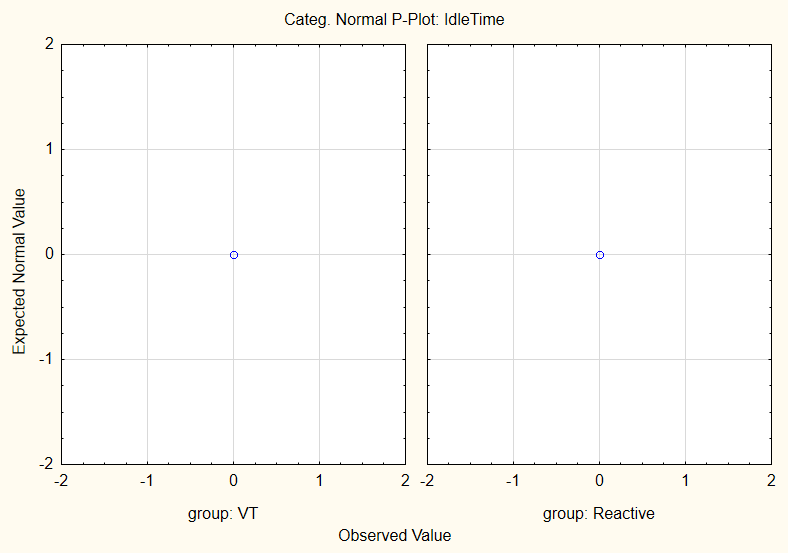 Categ. Normal P-Plot: IdleTime
Expected Normal Value
2
1
0
-1
-2
-2 -1 0 1 2 -2 -1 0 1 2
group: VT group: Reactive
Observed Value